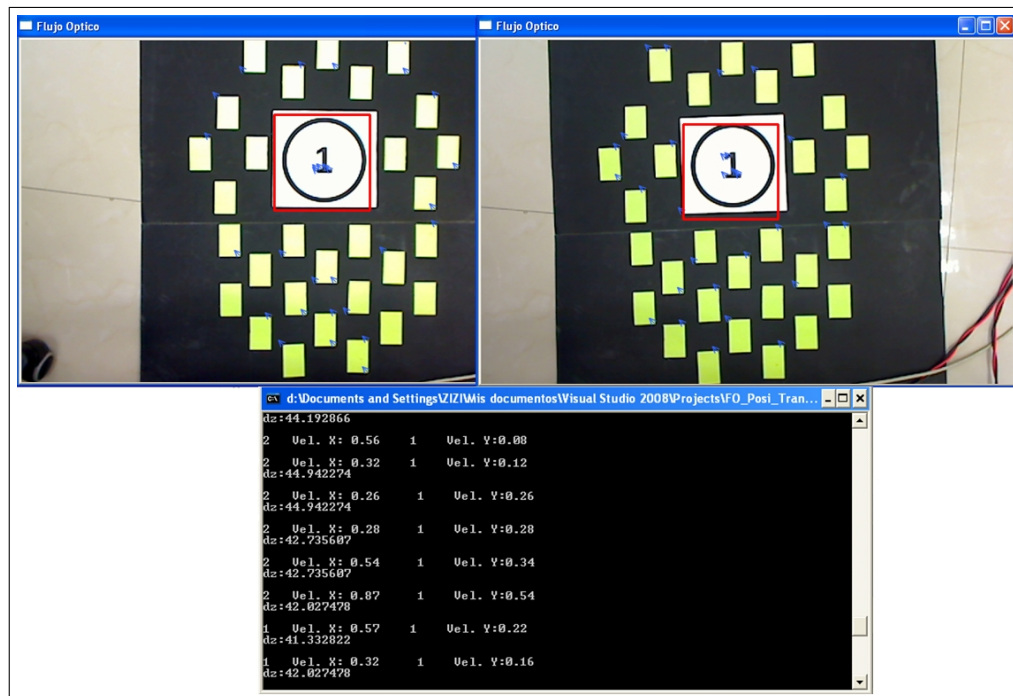 Flujo Optico
Flujo Optico
1
1
d:\Documents and Settings\ZIZI\Mis documentos\Visual Studio 2008\Projects\FO_Posi_Tran...
dz:44.192866
2 Vel. X: 0.56 1 Vel. Y:0.08
2 Vel. X: 0.32 1 Vel. Y:0.12
dz:44.942274
2 Vel. X: 0.26 1 Vel. Y:0.26
dz:44.942274
2 Vel. X: 0.28 1 Vel. Y:0.28
dz:42.735607
2 Vel. X: 0.54 1 Vel. Y:0.34
dz:42.735607
2 Vel. X: 0.87 1 Vel. Y:0.54
dz:42.027478
1 Vel. X: 0.57 1 Vel. Y:0.22
dz:41.332822
1 Vel. X: 0.32 1 Vel. Y:0.16
dz:42.027478